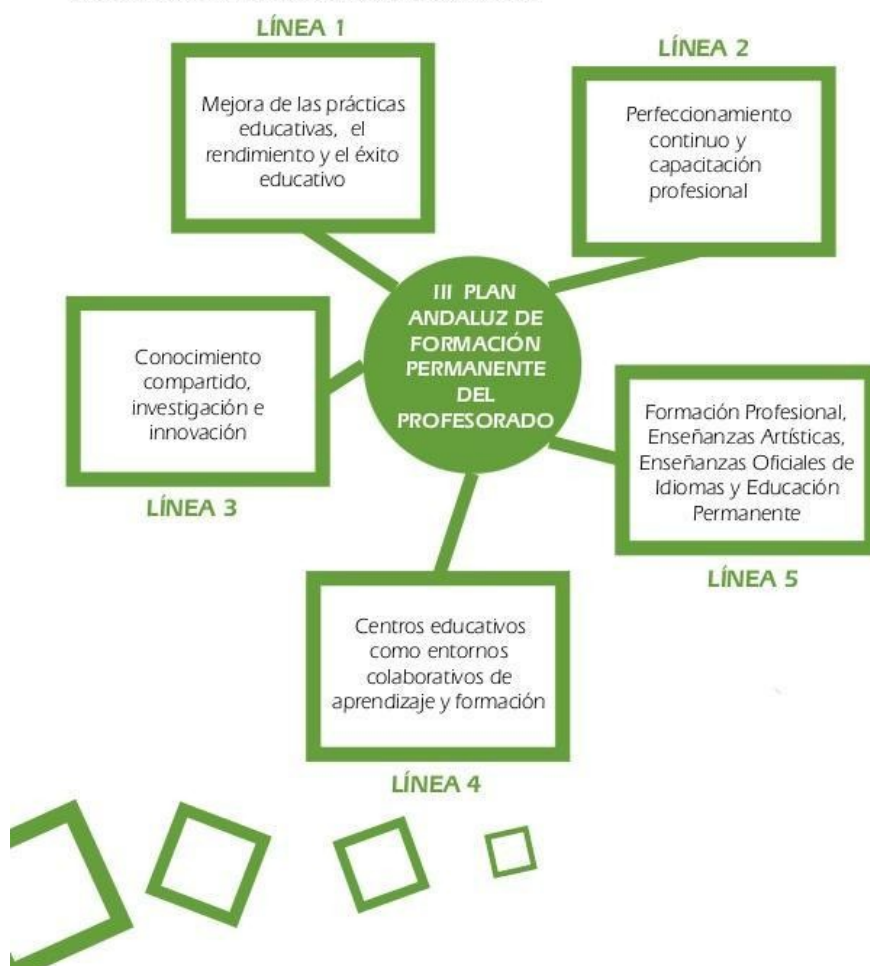 LÍNEA 1
Mejora de las prácticas
educativas, el
rendimiento y el éxito
educativo
LÍNEA 2
Perfeccionamiento
continuo y
capacitación
profesional
III PLAN
ANDALUZ DE
FORMACIÓN
PERMANENTE
DEL
PROFESORADO
Conocimiento
compartido,
investigación e
innovación
LÍNEA 3
Formación Profesional,
Enseñanzas Artísticas,
Enseñanzas Oficiales de
Idiomas y Educación
Permanente
LÍNEA 5
Centros educativos
como entornos
colaborativos de
aprendizaje y formación
LÍNEA 4